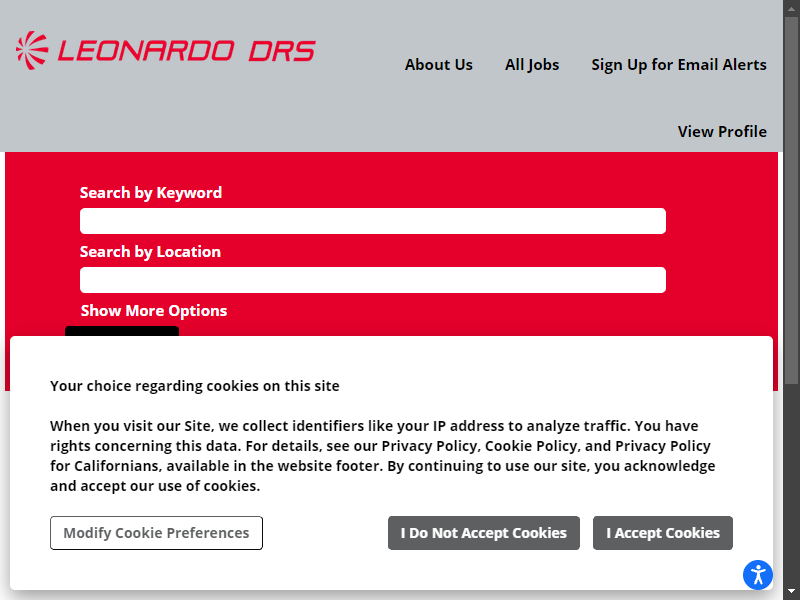 LEONARDO DRS
About Us
All Jobs
Sign Up for Email Alerts
View Profile
Search by Keyword
Search by Location
Show More Options
Your choice regarding cookies on this site
When you visit our Site, we collect identifiers like your IP address to analyze traffic. You have
rights concerning this data. For details, see our Privacy Policy, Cookie Policy, and Privacy Policy
for Californians, available in the website footer. By continuing to use our site, you acknowledge
and accept our use of cookies.
Modify Cookie Preferences
I Do Not Accept Cookies
I Accept Cookies